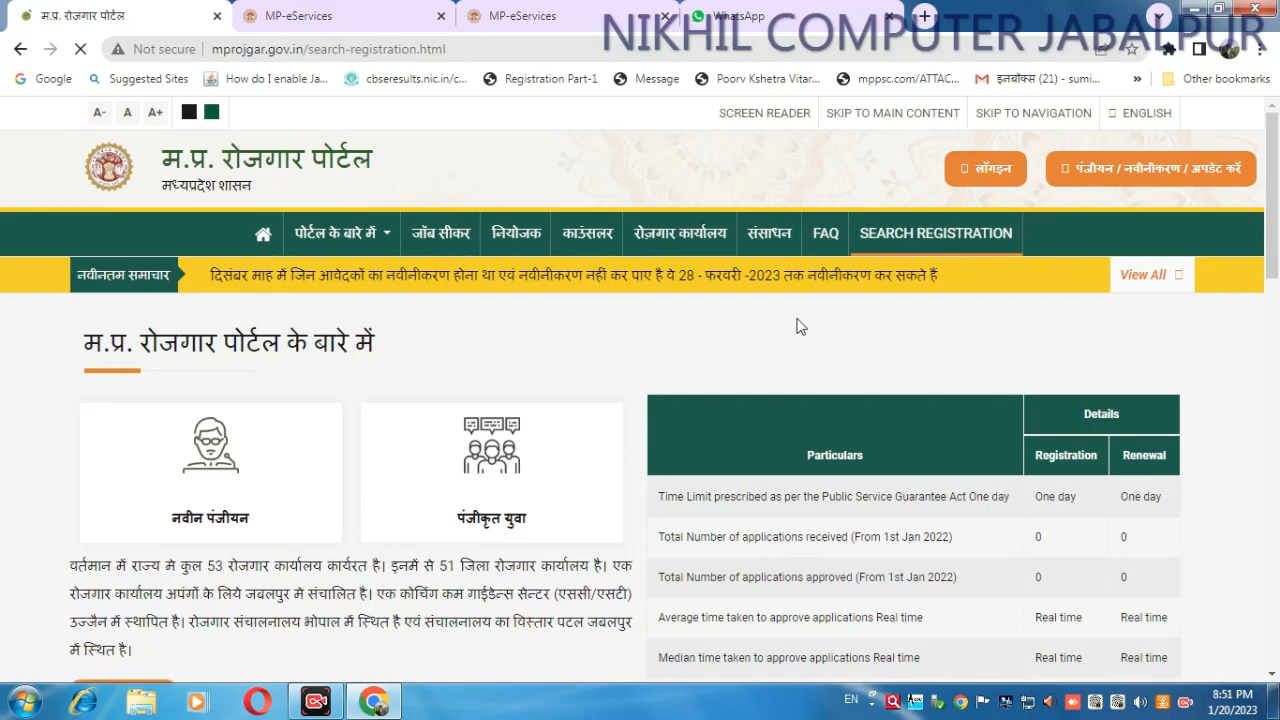 म.प्र. रोजगार पोर्टल
MP-eServices
MP-eServices
WhatsApp
NIKHIL COMPUTER JABALPUR
Not secure
mprojgar.gov.in/search-registration.html
Google
Suggested Sites
How do I enable Ja...
cbseresults.nic.in/c...
Registration Part-1
Message
Poorv Kshetra Vitar...
mppsc.com/ATTAC...
इनबॉक्स (21) - sumi...
»
Other bookmarks
A-
A
A+
SCREEN READER
SKIP TO MAIN CONTENT
SKIP TO NAVIGATION
ENGLISH
म.प्र. रोजगार पोर्टल
मध्यप्रदेश शासन
लॉगइन
पंजीयन / नवीनीकरण / अपडेट करें
पोर्टल के बारे में
जॉब सीकर
नियोजक
काउंसलर
रोज़गार कार्यालय
संसाधन
FAQ
SEARCH REGISTRATION
नवीनतम समाचार
दिसंबर माह में जिन आवेदकों का नवीनीकरण होना था एवं नवीनीकरण नहीं कर पाए है वे 28 - फरवरी -2023 तक नवीनीकरण कर सकते हैं
View All
म.प्र. रोजगार पोर्टल के बारे में
नवीन पंजीयन
पंजीकृत युवा
वर्तमान में राज्य मे कुल 53 रोजगार कार्यालय कार्यरत है। इनमें से 51 जिला रोजगार कार्यालय है। एक
रोजगार कार्यालय अपंगों के लिये जबलपुर मे संचालित है। एक कोचिंग कम गाईडेन्स सेन्टर (एससी/एसटी)
उज्जैन में स्थापित है। रोजगार संचालनालय भोपाल में स्थित है एवं संचालनालय का विस्तार पटल जबलपुर
में स्थित है।
Particulars
Details
Registration
Renewal
Time Limit prescribed as per the Public Service Guarantee Act One day
One day
One day
Total Number of applications received (From 1st Jan 2022)
0
0
Total Number of applications approved (From 1st Jan 2022)
0
0
Average time taken to approve applications Real time
Real time
Real time
Median time taken to approve applications Real time
Real time
Real time
EN
8:51 PM
1/20/2023